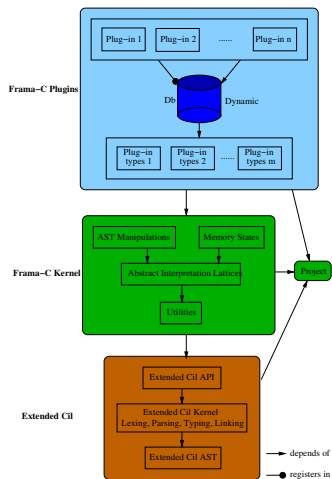 Plug-in 1 Plug-in 2 ...... Plug-in n
Frama-C Plugins
Db Dynamic
Plug-in Plug-in Plug-in
types 1 types 2 ...... types m
AST Manipulations Memory States
Frama-C Kernel Abstract Interpretation Lattices Project
Utilities
Extended Cil API
Extended Cil Extended Cil Kernel
Lexing, Parsing, Typing, Linking
Extended Cil AST
depends of
registers in